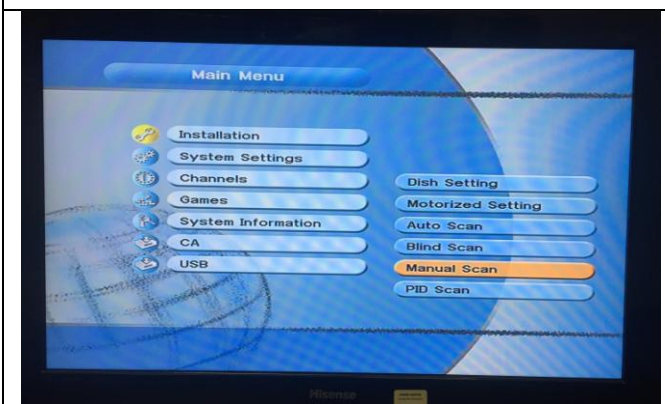 Main Menu
Installation
System Settings
Channels
Games
System Information
CA
USB
Dish Setting
Motorized Setting
Auto Scan
Blind Scan
Manual Scan
PID Scan
Hisense